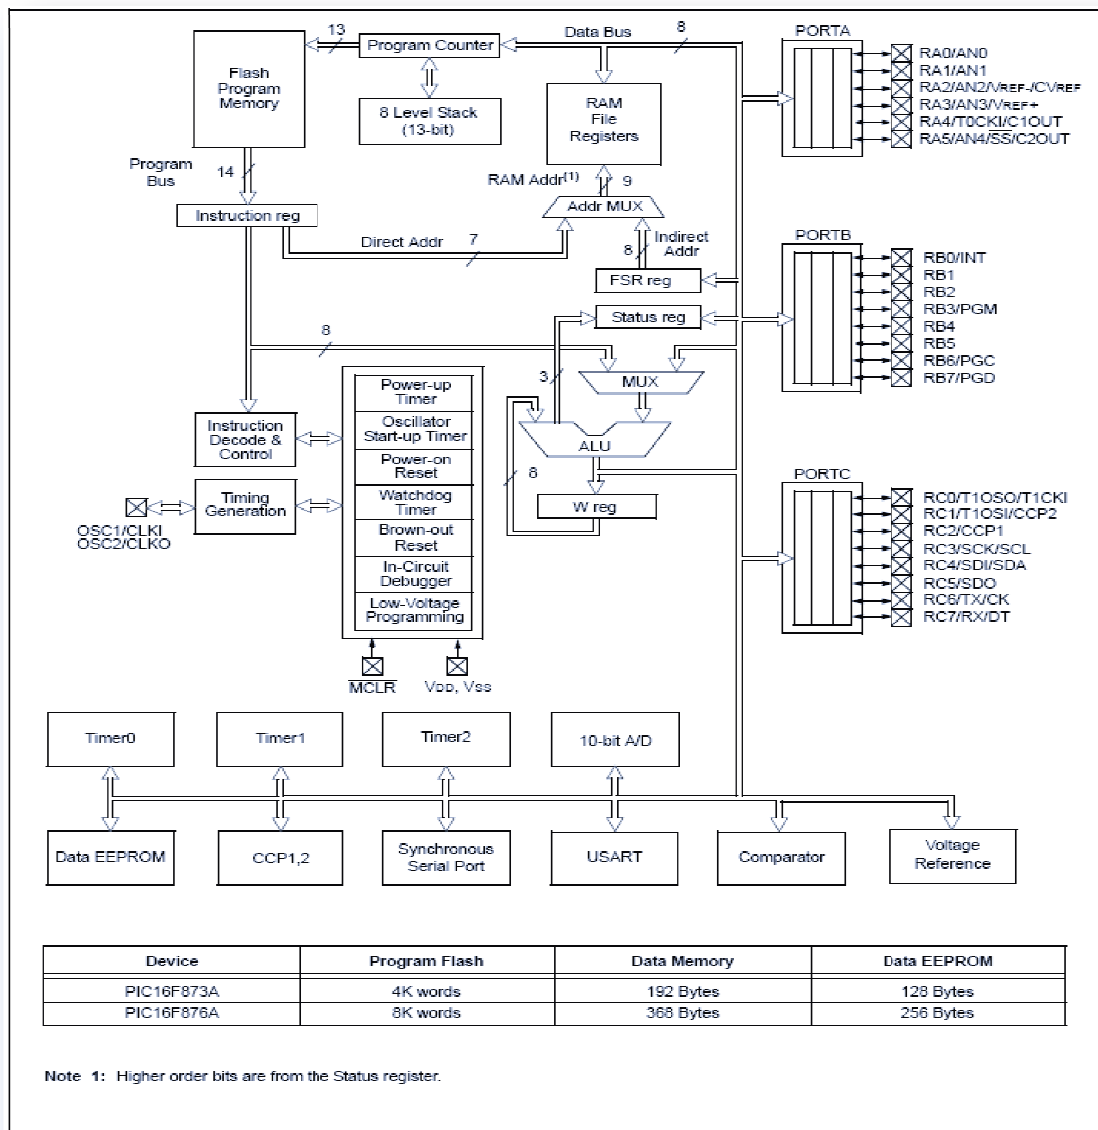 13
Data Bus
8
PORTA
Program Counter
Flash
Program
Memory
8 Level Stack
(13-bit)
RAM
File
Registers
RA0/AN0
RA1/AN1
RA2/AN2/VREF-/CVREF
RA3/AN3/VREF+
RA4/T0CKI/C1OUT
RA5/AN4/SS/C2OUT
Program
Bus
14
RAM Addr(1)
9
Instruction reg
Addr MUX
Direct Addr
7
8
Indirect
Addr
FSR reg
Status reg
PORTB
RB0/INT
RB1
RB2
RB3/PGM
RB4
RB5
RB6/PGC
RB7/PGD
8
3
MUX
Power-up
Timer
Oscillator
Start-up Timer
Power-on
Reset
Watchdog
Timer
Brown-out
Reset
In-Circuit
Debugger
Low-Voltage
Programming
Instruction
Decode &
Control
Timing
Generation
OSC1/CLKI
OSC2/CLKO
ALU
8
W reg
PORTC
RC0/T1OSO/T1CKI
RC1/T1OSI/CCP2
RC2/CCP1
RC3/SCK/SCL
RC4/SDI/SDA
RC5/SDO
RC6/TX/CK
RC7/RX/DT
MCLR
VDD, VSS
Timer0
Timer1
Timer2
10-bit A/D
Data EEPROM
CCP1,2
Synchronous
Serial Port
USART
Comparator
Voltage
Reference
Device Program Flash Data Memory Data EEPROM
PIC16F873A 4K words 192 Bytes 128 Bytes
PIC16F876A 8K words 368 Bytes 256 Bytes
Note 1: Higher order bits are from the Status register.